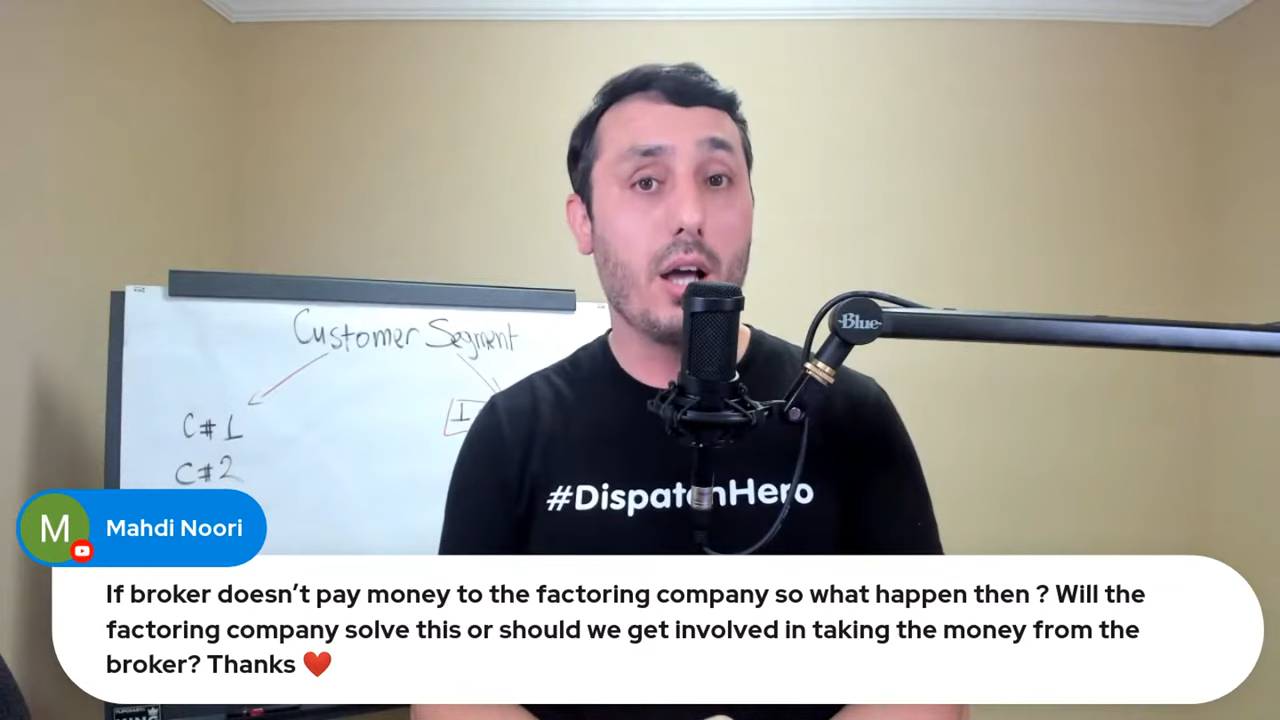 Customer Segment
C#1
C#2
Blue
#DispatchHero
M
Mahdi Noori
If broker doesn’t pay money to the factoring company so what happen then ? Will the
factoring company solve this or should we get involved in taking the money from the
broker? Thanks ❤️